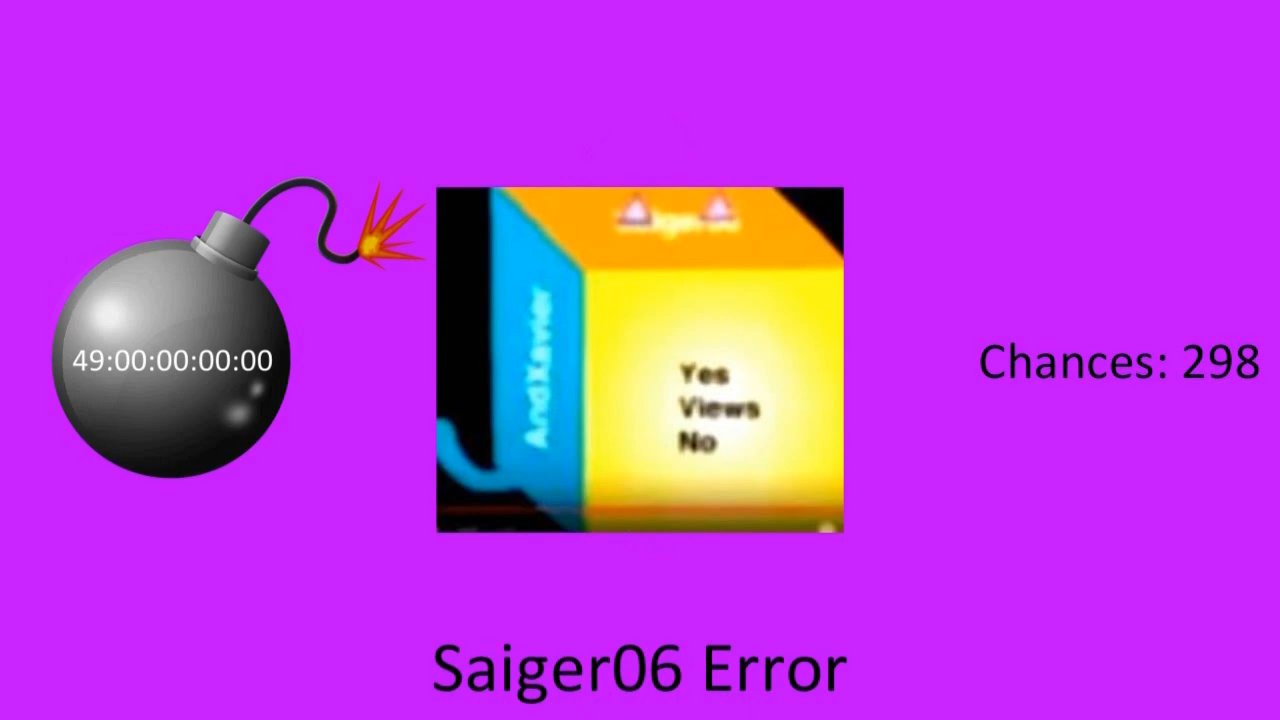 49:00:00:00:00
AndXavier
Yes
Views
No
Chances: 298
Saiger06 Error